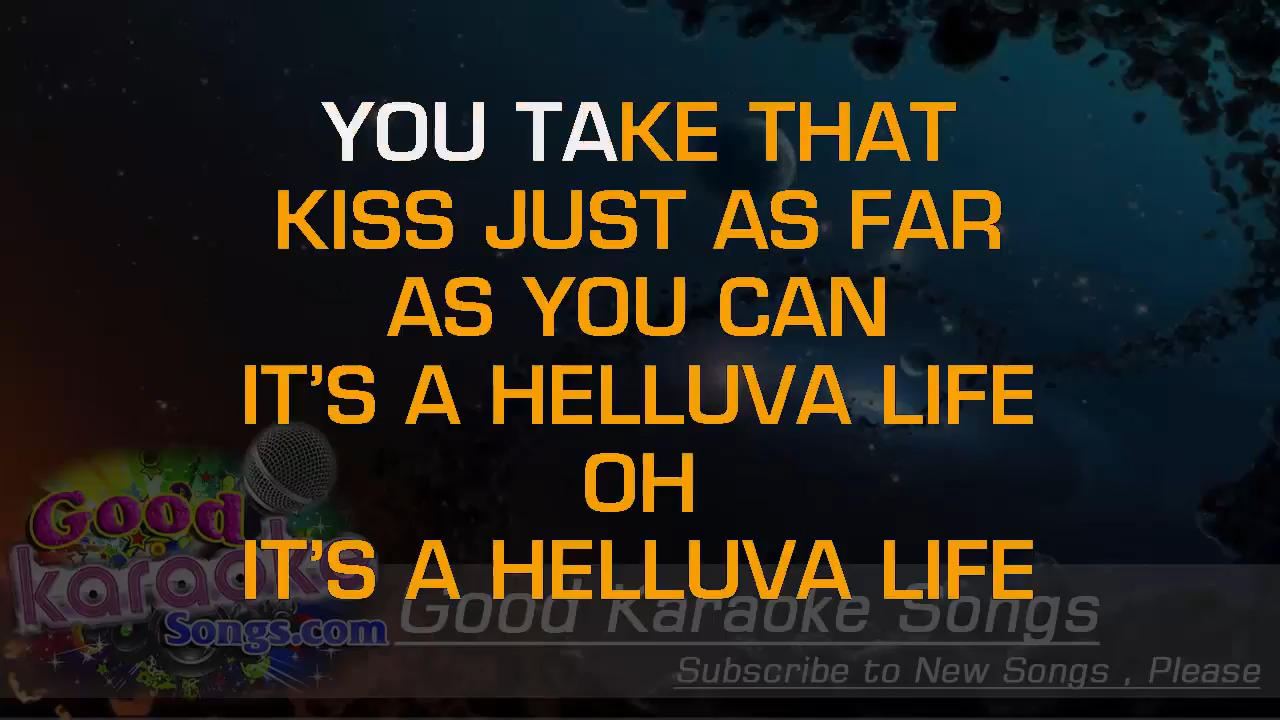 YOU TAKE THAT
KISS JUST AS FAR
AS YOU CAN
IT'S A HELLUVA LIFE
OH
IT'S A HELLUVA LIFE
Good
karaoke
Songs.com
Good Karaoke Songs
Subscribe to New Songs , Please